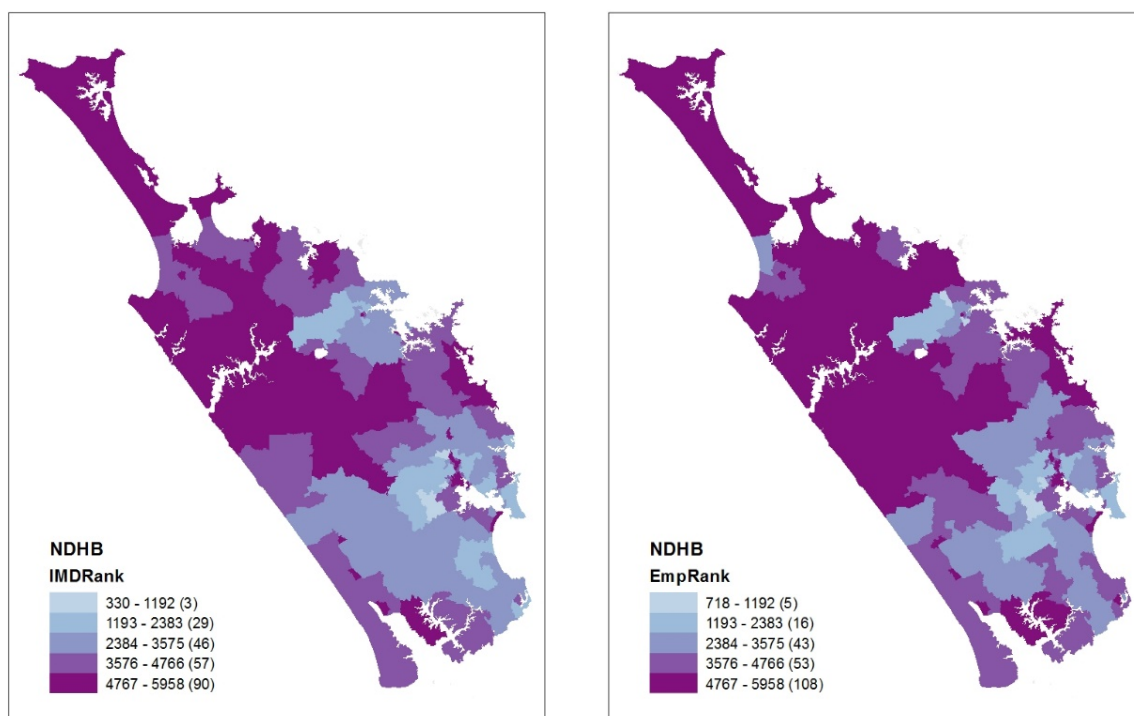 NDHB
IMDRank
330 - 1192 (3)
1193 - 2383 (29)
2384 - 3575 (46)
3576 - 4766 (57)
4767 - 5958 (90)
NDHB
EmpRank
718 - 1192 (5)
1193 - 2383 (16)
2384 - 3575 (43)
3576 - 4766 (53)
4767 - 5958 (108)